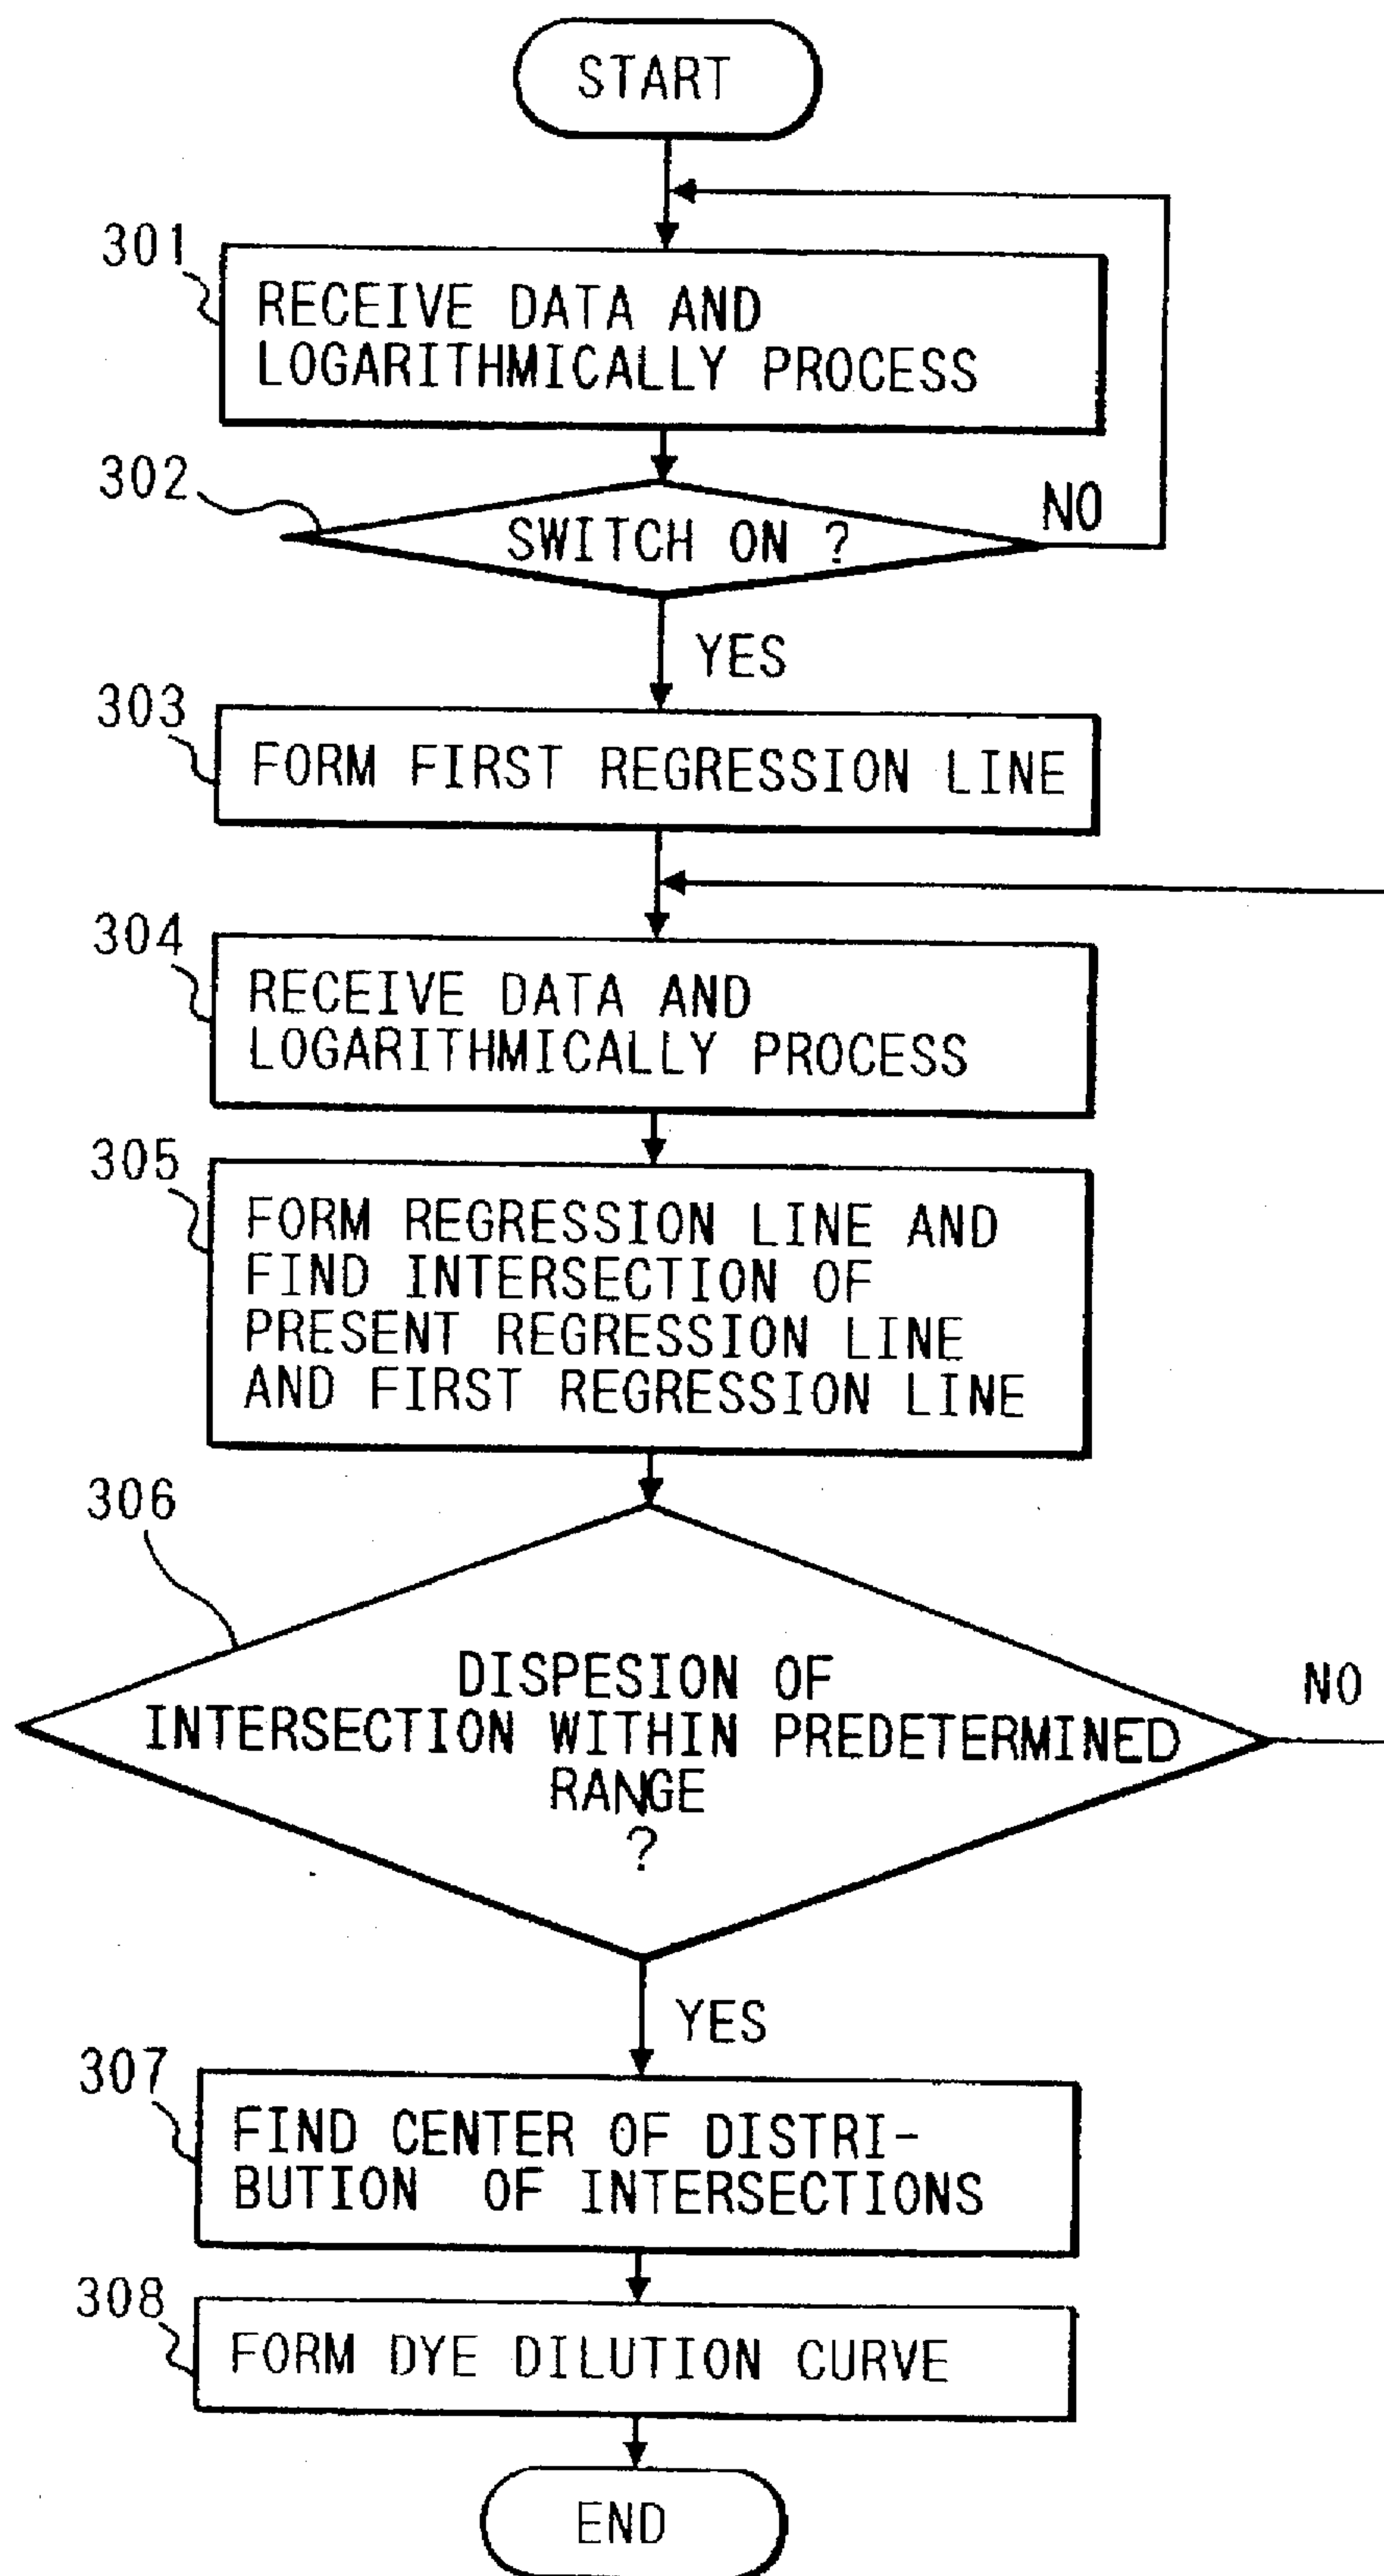 START
301
RECEIVE DATA AND
LOGARITHMICALLY PROCESS
302
SWITCH ON ?
NO
YES
303
FORM FIRST REGRESSION LINE
304
RECEIVE DATA AND
LOGARITHMICALLY PROCESS
305
FORM REGRESSION LINE AND
FIND INTERSECTION OF
PRESENT REGRESSION LINE
AND FIRST REGRESSION LINE
306
DISPESION OF
INTERSECTION WITHIN PREDETERMINED
RANGE
?
NO
YES
307
FIND CENTER OF DISTRI-
BUTION OF INTERSECTIONS
308
FORM DYE DILUTION CURVE
END